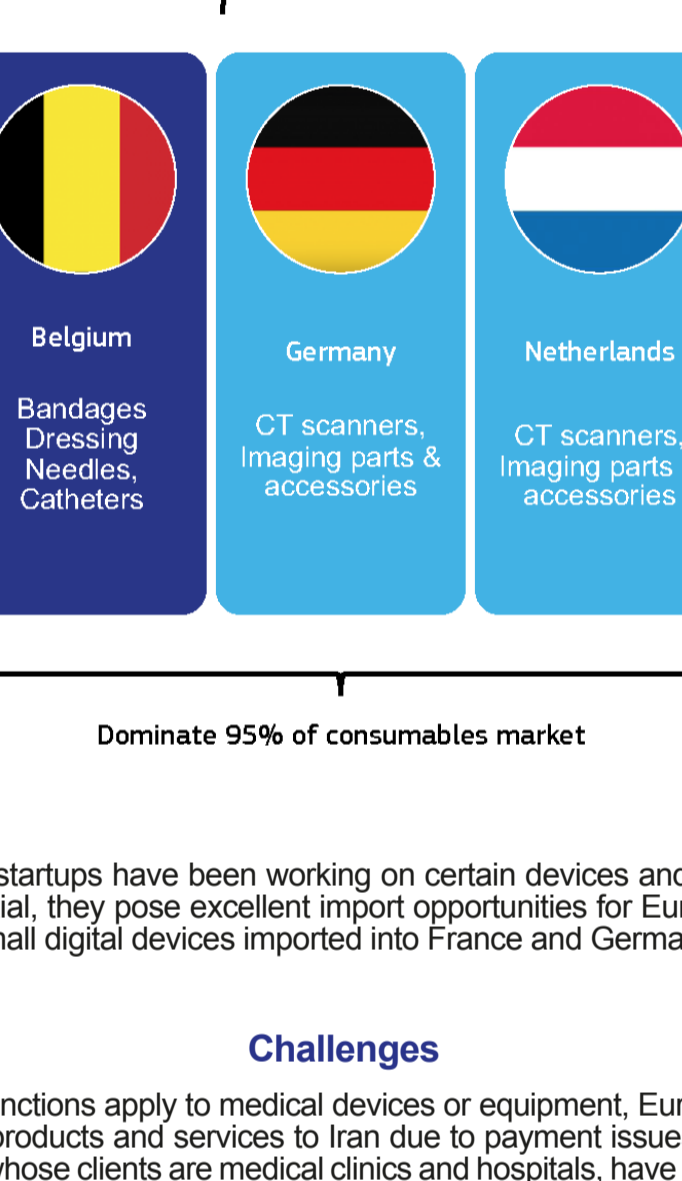 Belgium
Bandages
Dressing
Needles,
Catheters
Germany
CT scanners,
Imaging parts &
accessories
Netherlands
CT scanners,
Imaging parts
accessories
Dominate 95% of consumables market
startups have been working on certain devices and
ial, they pose excellent import opportunities for Eur
mall digital devices imported into France and Germa
Challenges
nctions apply to medical devices or equipment, Eur
products and services to Iran due to payment issue
whose clients are medical clinics and hospitals, have